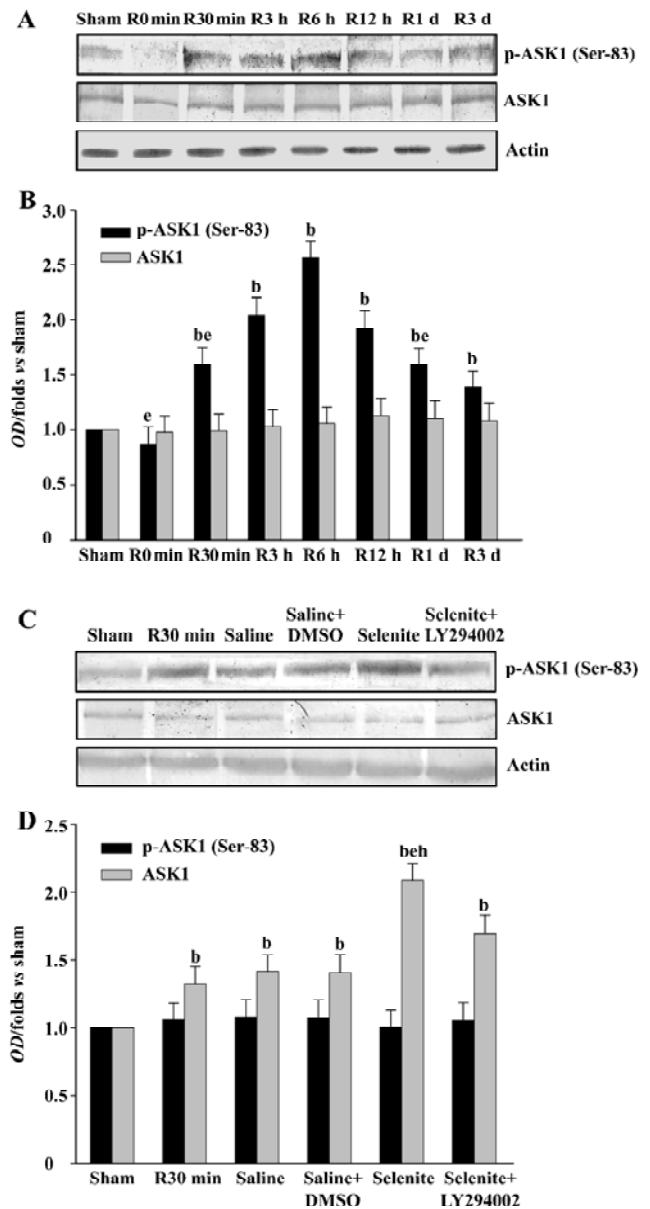 A
Sham R0 min R30 min R3 h R6 h R12 h R1 d R3 d
p-ASK1 (Ser-83)
ASK1
Actin
B
3.0
2.5
2.0
1.5
1.0
0.5
0
OD/folds vs sham
p-ASK1 (Ser-83)
ASK1
e
be
b
b
b
be
b
Sham R0 min R30 min R3 h R6 h R12 h R1 d R3 d
C
Sham R30 min Saline Saline+ DMSO Selenite Selenite+ LY294002
p-ASK1 (Ser-83)
ASK1
Actin
D
2.5
2.0
1.5
1.0
0.5
0
OD/folds vs sham
p-ASK1 (Ser-83)
ASK1
b
b
b
beh
b
Sham R30 min Saline Saline+ Selenite Selenite+
DMSO LY294002